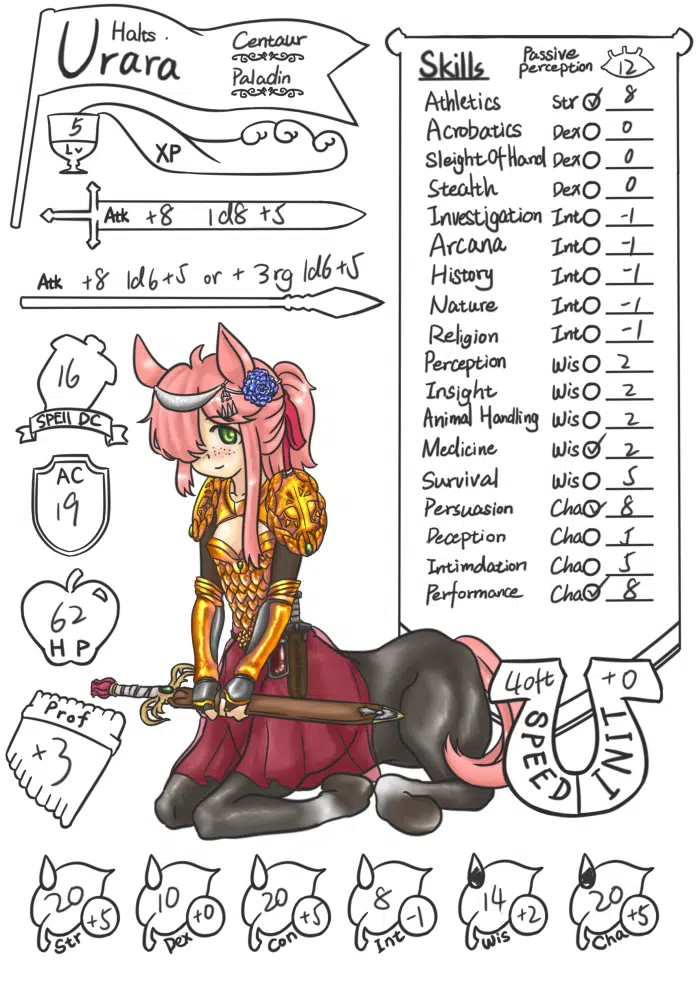 Halts.
Urara
Centaur
Paladin
5
Lv
XP
Atk +8 1d8 +5
Atk +8 1d6+5 or + 3rg 1d6+5
16
SPEll DC
AC
19
62
HP
Prof
×3
Skills Passive perception 12
Athletics Str 8
Acrobatics Dex 0
Sleight Of Hand Dex 0
Stealth Dex 0
Investigation Int -1
Arcana Int -1
History Int -1
Nature Int -1
Religion Int -1
Perception Wis 2
Insight Wis 2
Animal Handling Wis 2
Medicine Wis 2
Survival Wis 5
Persuasion Cha 8
Deception Cha 5
Intimdation Cha 5
Performance Cha 8
40ft
SPEED
+0
INIT
20 +5 Str
10 +0 Dex
20 +5 Con
8 -1 Int
14 +2 Wis
20 +5 Cha